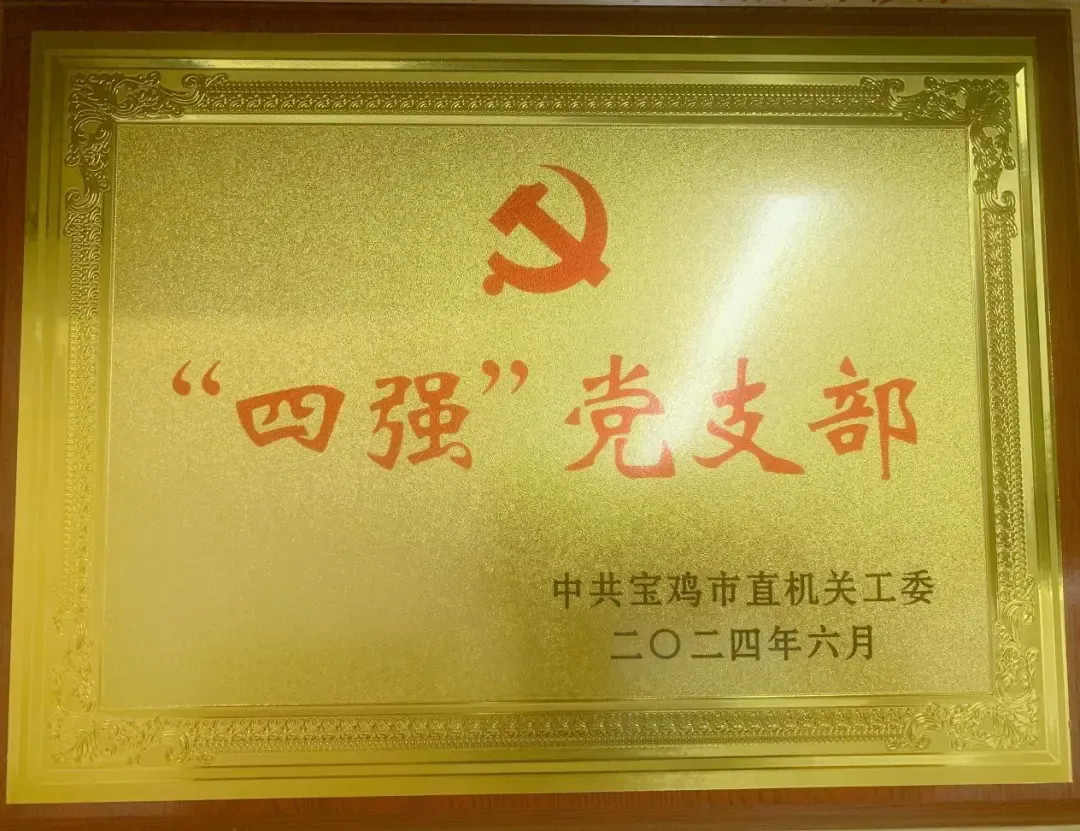 “四强”党支部
中共宝鸡市直机关工委
二〇二四年六月